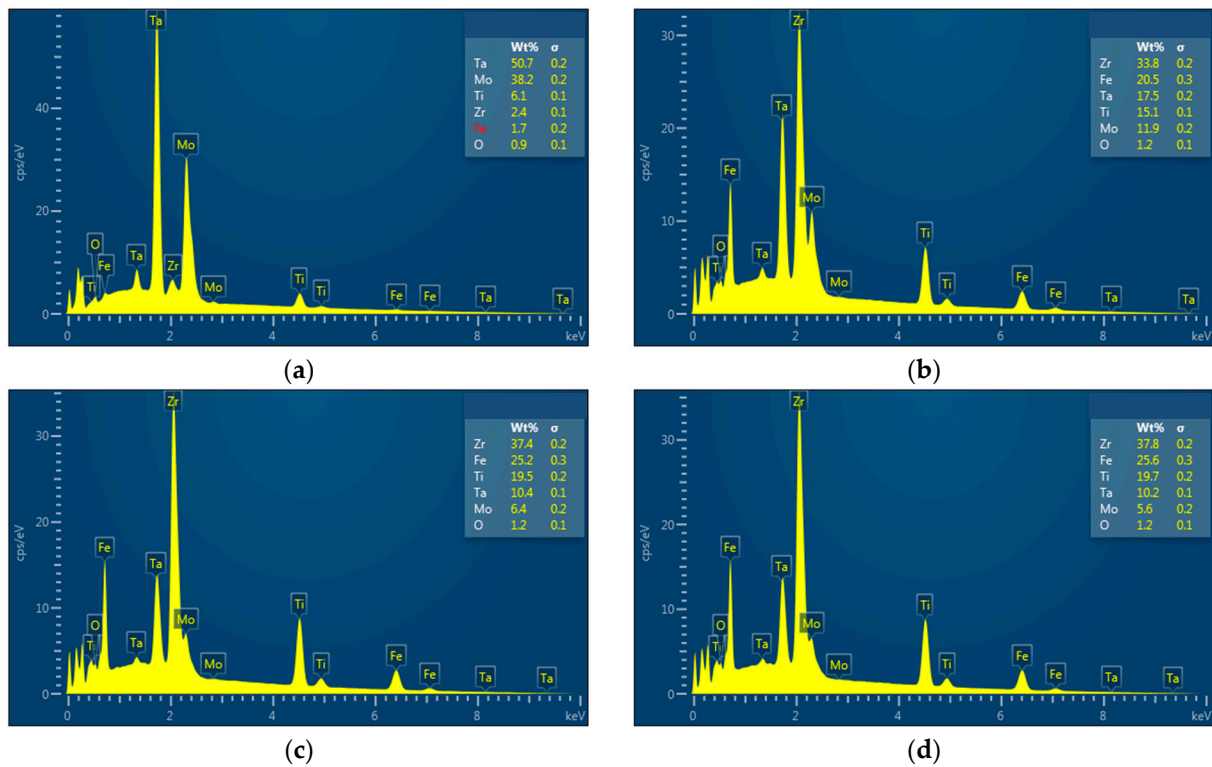 Ta
Wt% σ
Ta 50.7 0.2
Mo 38.2 0.2
Ti 6.1 0.1
Zr 2.4 0.1
Fe 1.7 0.2
O 0.9 0.1
cps/eV
40
20
0
Mo
O
Ti
Fe
Ta
Zr
Mo
Ti
Ti
Fe
Fe
Ta
Ta
0 2 4 6 8 keV
(a)
Zr
Wt% σ
Zr 33.8 0.2
Fe 20.5 0.3
Ta 17.5 0.2
Ti 15.1 0.1
Mo 11.9 0.2
O 1.2 0.1
cps/eV
30
20
10
0
Ta
Fe
Mo
O
Ti
Ta
Mo
Ti
Ti
Fe
Fe
Ta
Ta
0 2 4 6 8 keV
(b)
Zr
Wt% σ
Zr 37.4 0.2
Fe 25.2 0.3
Ti 19.5 0.2
Ta 10.4 0.1
Mo 6.4 0.2
O 1.2 0.1
cps/eV
30
20
10
0
Fe
Ta
O
Ti
Ta
Mo
Mo
Ti
Ti
Fe
Fe
Ta
Ta
0 2 4 6 8 keV
(c)
Zr
Wt% σ
Zr 37.8 0.2
Fe 25.6 0.3
Ti 19.7 0.2
Ta 10.2 0.1
Mo 5.6 0.2
O 1.2 0.1
cps/eV
30
20
10
0
Fe
Ta
O
Ti
Ta
Mo
Mo
Ti
Ti
Fe
Fe
Ta
Ta
0 2 4 6 8 keV
(d)